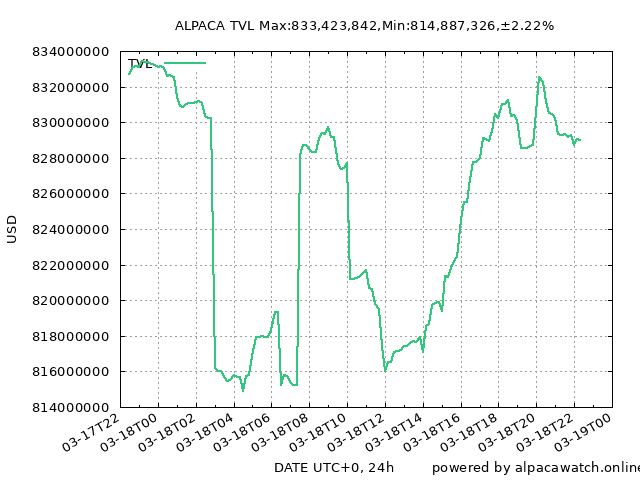 ALPACA TVL Max:833,423,842,Min:814,887,326,±2.22%
TVL
834000000
832000000
830000000
828000000
826000000
824000000
822000000
820000000
818000000
816000000
814000000
USD
03-17T22
03-18T00
03-18T02
03-18T04
03-18T06
03-18T08
03-18T10
03-18T12
03-18T14
03-18T16
03-18T18
03-18T20
03-18T22
03-19T00
DATE UTC+0, 24h
powered by alpacawatch.online